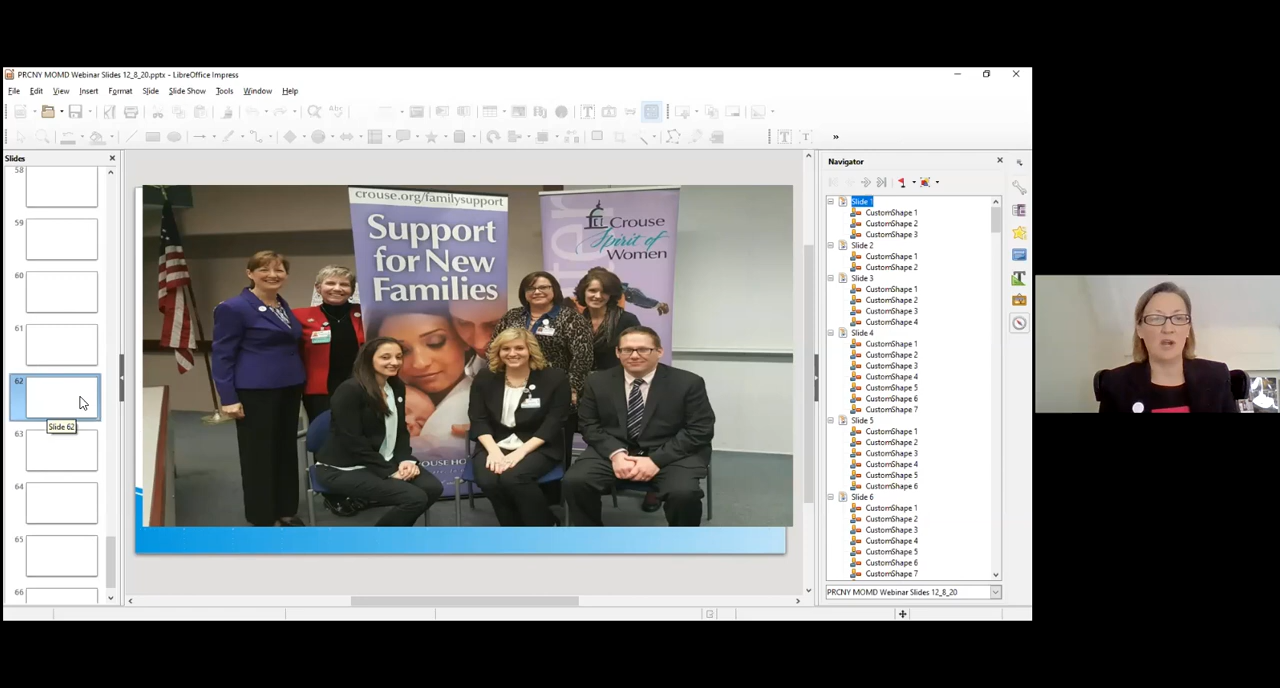 PRCNY MOMD Webinar Slides 12_8_20.pptx - LibreOffice Impress
File Edit View Insert Format Slide Slide Show Tools Window Help
Slides
58
59
60
61
62
Slide 62
63
64
65
66
crouse.org/familysupport
Support
for New
Families
Crouse
Spirit of
Women
Navigator
Slide 1
CustomShape 1
CustomShape 2
CustomShape 3
Slide 2
CustomShape 1
CustomShape 2
Slide 3
CustomShape 1
CustomShape 2
CustomShape 3
CustomShape 4
Slide 4
CustomShape 1
CustomShape 2
CustomShape 3
CustomShape 4
CustomShape 5
CustomShape 6
CustomShape 7
Slide 5
CustomShape 1
CustomShape 2
CustomShape 3
CustomShape 4
CustomShape 5
CustomShape 6
Slide 6
CustomShape 1
CustomShape 2
CustomShape 3
CustomShape 4
CustomShape 5
CustomShape 6
CustomShape 7
PRCNY MOMD Webinar Slides 12_8_20